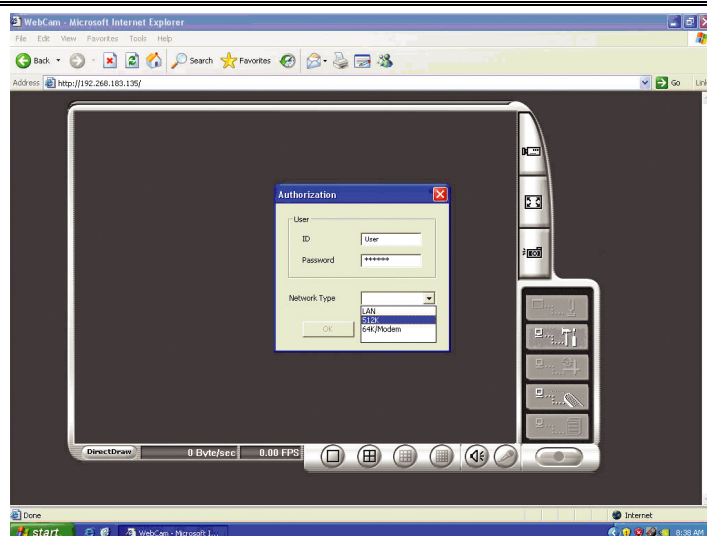 WebCam - Microsoft Internet Explorer
File Edit View Favorites Tools Help
Back Search Favorites
Address http://192.268.183.135/ Go Link
Authorization
User
ID User
Password ******
Network Type
LAN
512K
64K/Modem
OK
DirectDraw 0 Byte/sec 0.00 FPS
Done Internet
start WebCam - Microsoft I... 8:38 AM